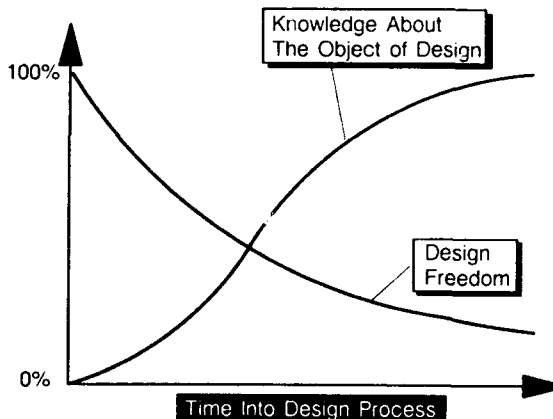 Knowledge About
The Object of Design
100%
Design
Freedom
0%
Time Into Design Process